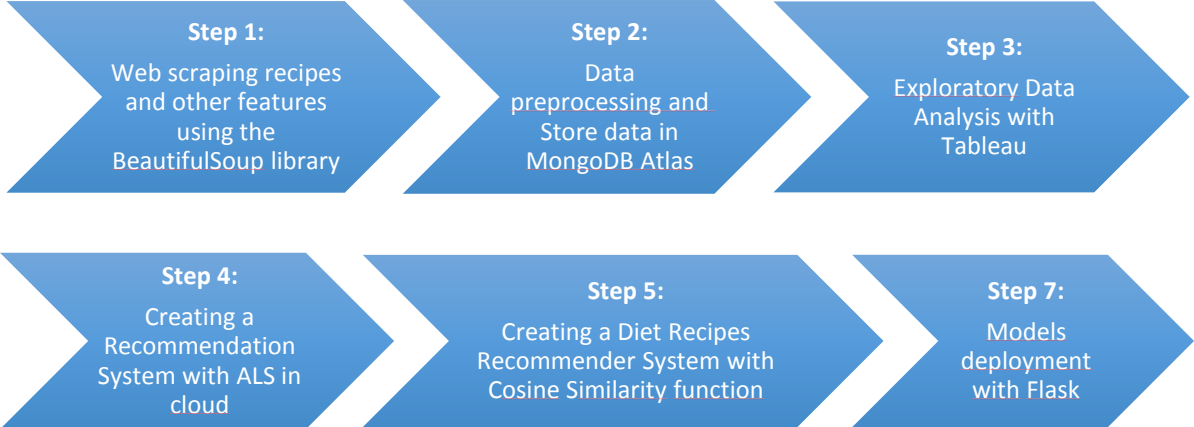 Step 1:
Web scraping recipes
and other features
using the
BeautifulSoup library
Step 2:
Data
preprocessing and
Store data in
MongoDB Atlas
Step 3:
Exploratory Data
Analysis with
Tableau
Step 4:
Creating a
Recommendation
System with ALS in
cloud
Step 5:
Creating a Diet Recipes
Recommender System with
Cosine Similarity function
Step 7:
Models
deployment
with Flask